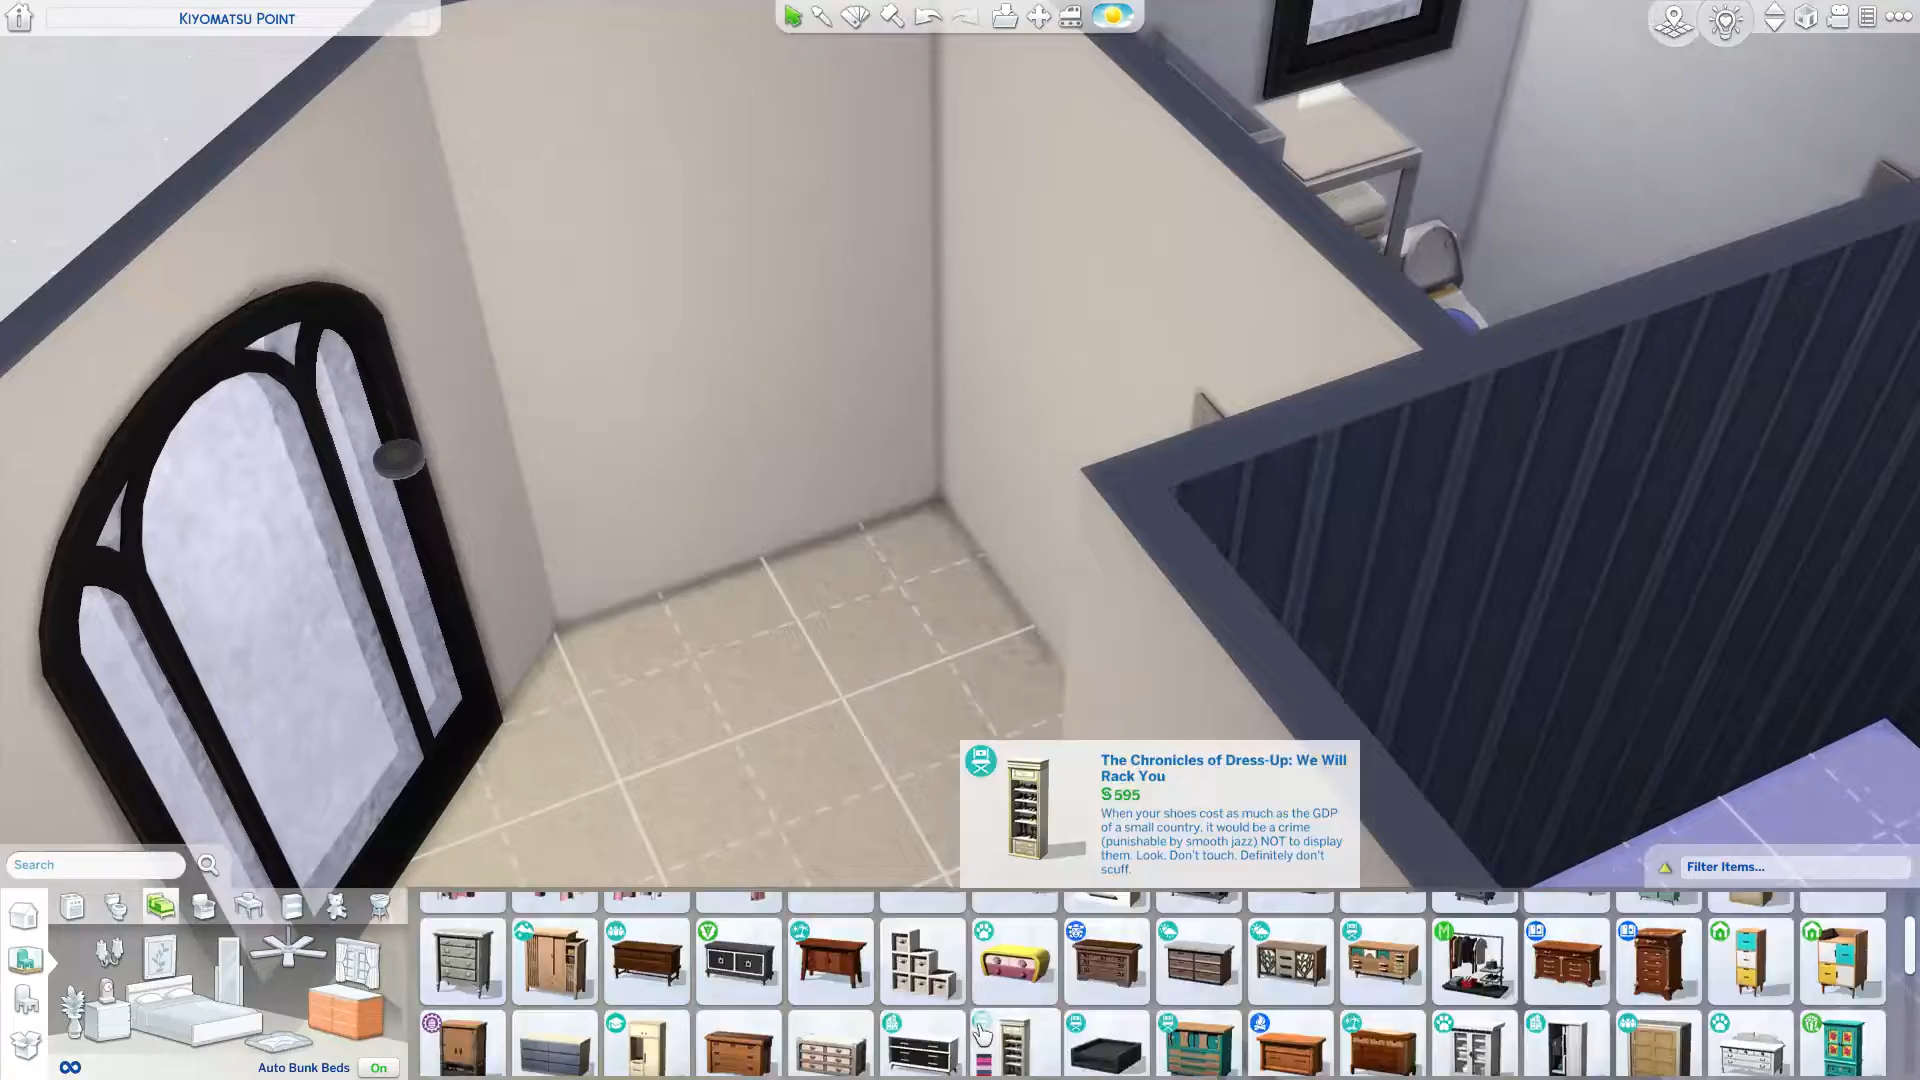 Kiyomatsu Point
The Chronicles of Dress-Up: We Will
Rack You
§595
When your shoes cost as much as the GDP
of a small country, it would be a crime
(punishable by smooth jazz) NOT to display
them. Look. Don't touch. Definitely don't
scuff.
Search
Filter Items...
Auto Bunk Beds On